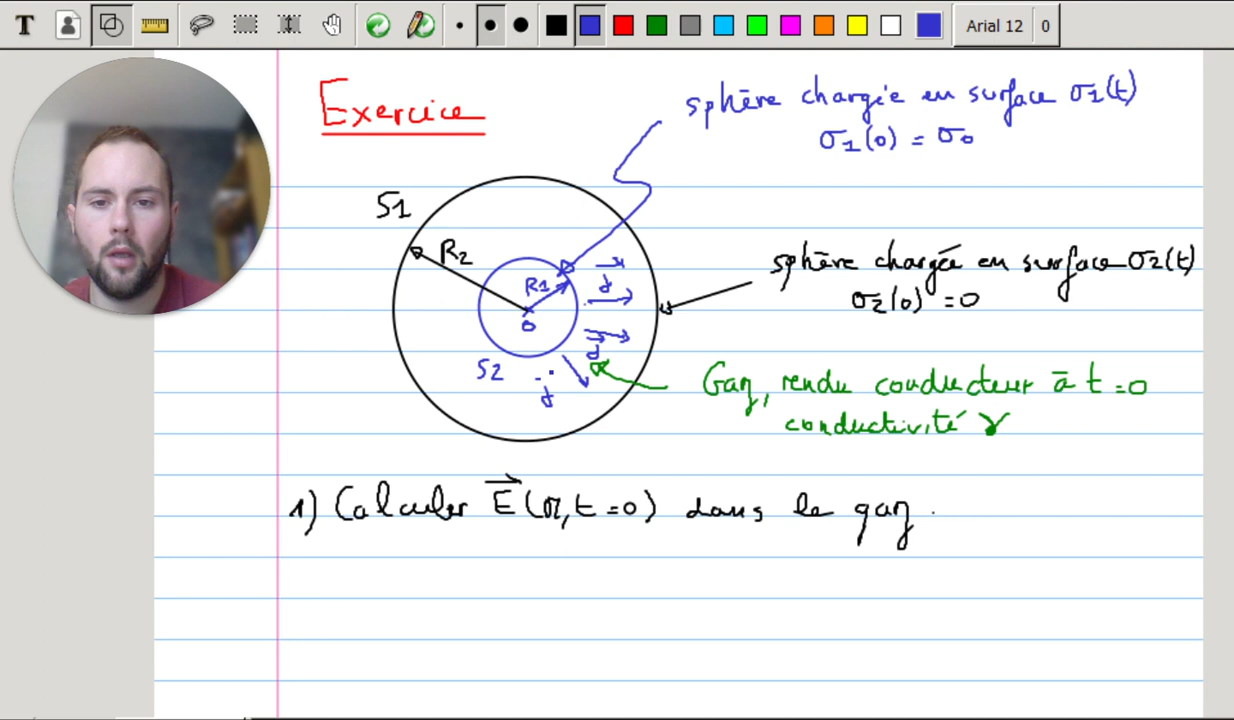 T
Arial 12
0
Exercice
sphère chargée en surface σ1(t)
σ1(0) = σ0
S1
R2
R1
j
sphère chargée en surface σ2(t)
σ2(0) = 0
O
j
S2
j
Gaz, rendu conducteur à t=0
conductivité γ
1) Calculer E(r, t=0) dans le gaz.